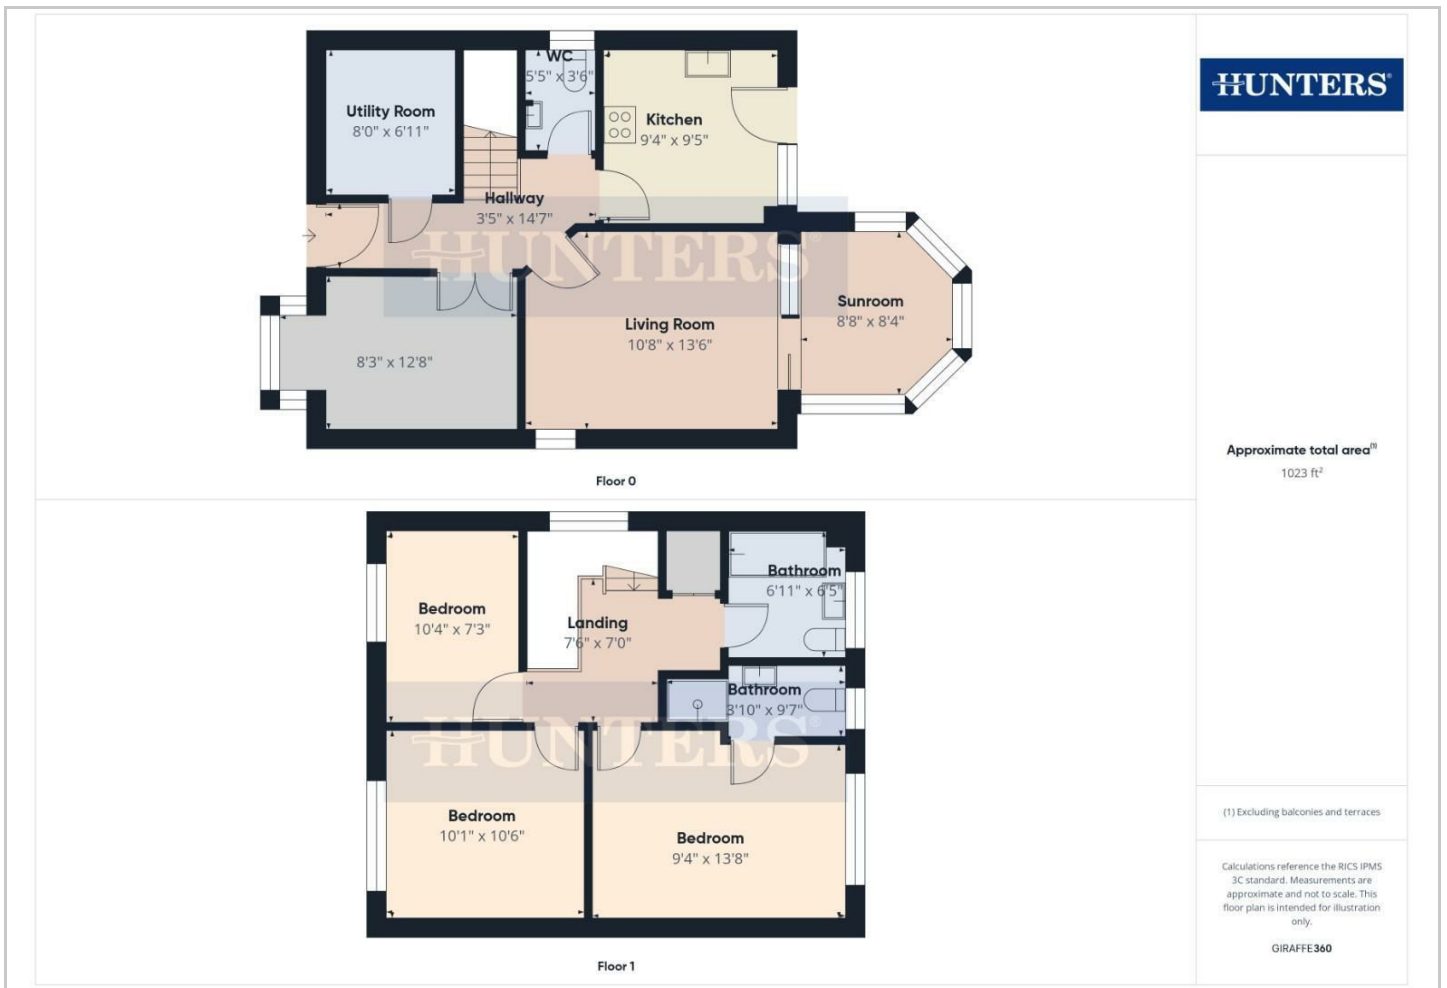 WC
5'5" x 3'6"
Utility Room
8'0" x 6'11"
Kitchen
9'4" x 9'5"
Hallway
3'5" x 14'7"
HUNTERS®
Sunroom
8'8" x 8'4"
Living Room
10'8" x 13'6"
8'3" x 12'8"
Floor 0
Bathroom
6'11" x 6'5"
Bedroom
10'4" x 7'3"
Landing
7'6" x 7'0"
Bathroom
3'10" x 9'7"
HUNTERS®
Bedroom
10'1" x 10'6"
Bedroom
9'4" x 13'8"
Floor 1
HUNTERS®
Approximate total area⁽¹⁾
1023 ft²
(1) Excluding balconies and terraces
Calculations reference the RICS IPMS
3C standard. Measurements are
approximate and not to scale. This
floor plan is intended for illustration
only.
GIRAFFE360